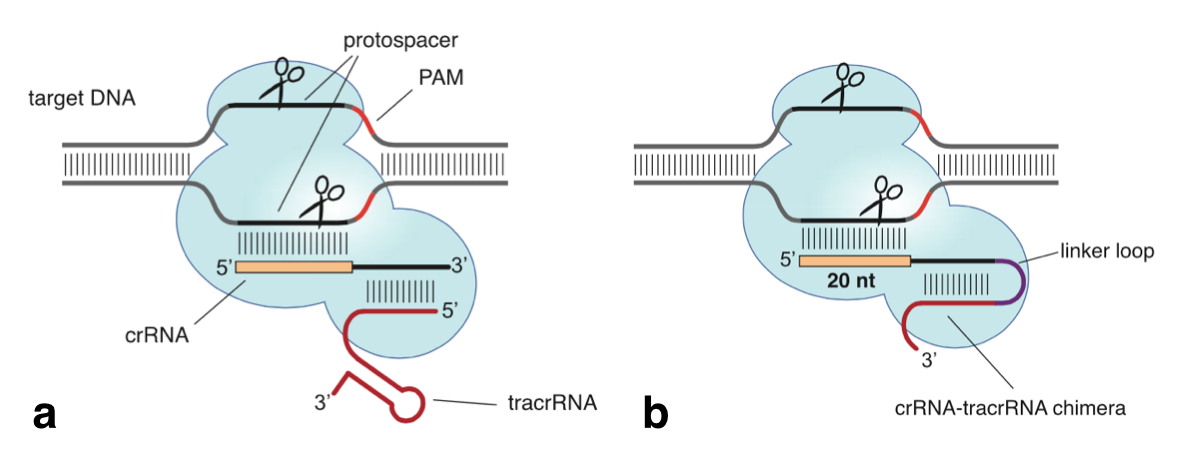 protospacer
PAM
target DNA
5’
3’
5’
crRNA
3’
tracrRNA
a
linker loop
5’
20 nt
3’
crRNA-tracrRNA chimera
b